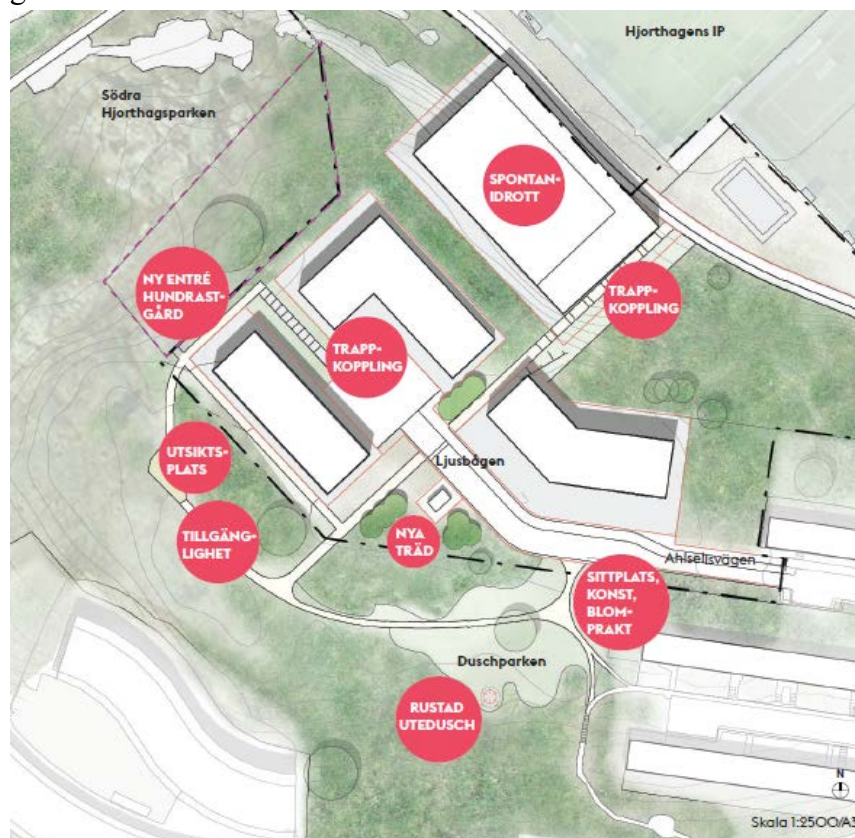 g
Hjorthagens IP
Södra
Hjorthagsparken
SPONTAN-
IDROTT
NY ENTRÉ
HUNDRAST-
GÅRD
TRAPP-
KOPPLING
TRAPP-
KOPPLING
UTSIKTS-
PLATS
Ljusbågen
TILLGÄNG-
LIGHET
NYA
TRÄD
Ahlsellsvägen
SITTPLATS,
KONST,
BLOM-
PRAKT
Duschparken
RUSTAD
UTEDUSCH
N
Skala 1:2500/A3